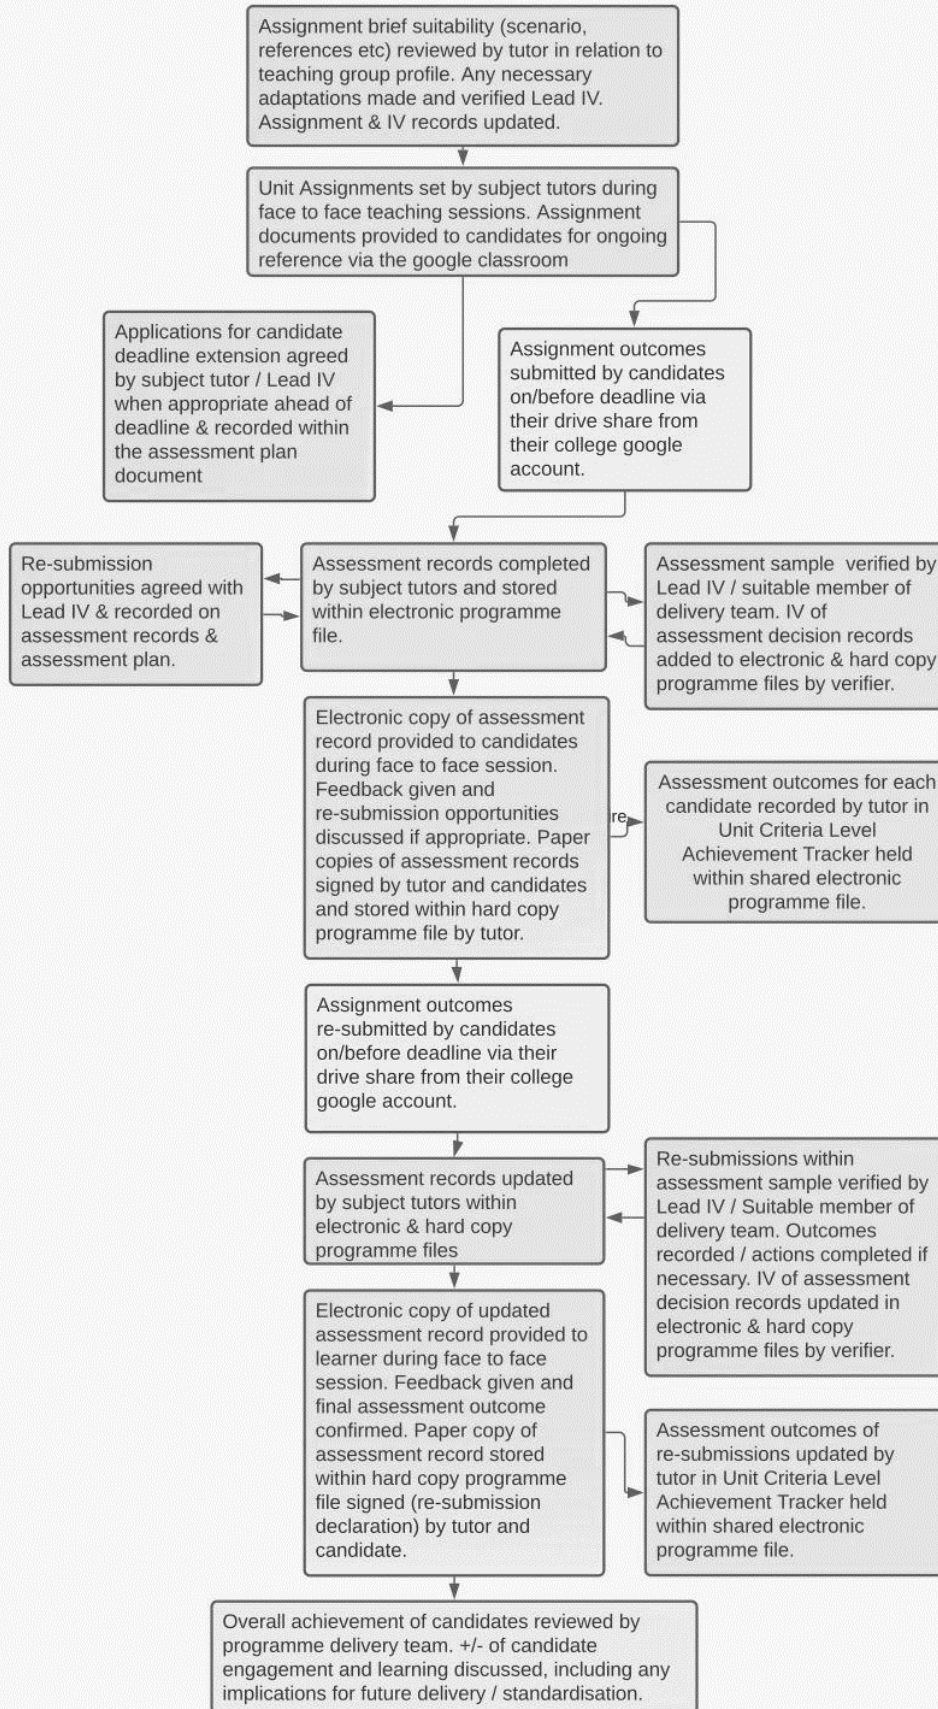 Assignment brief suitability (scenario,
references etc) reviewed by tutor in relation to
teaching group profile. Any necessary
adaptations made and verified Lead IV.
Assignment & IV records updated.
Unit Assignments set by subject tutors during
face to face teaching sessions. Assignment
documents provided to candidates for ongoing
reference via the google classroom
Applications for candidate
deadline extension agreed
by subject tutor / Lead IV
when appropriate ahead of
deadline & recorded within
the assessment plan
document
Assignment outcomes
submitted by candidates
on/before deadline via
their drive share from
their college google
account.
Re-submission
opportunities agreed with
Lead IV & recorded on
assessment records &
assessment plan.
Assessment records completed
by subject tutors and stored
within electronic programme
file.
Assessment sample verified by
Lead IV / suitable member of
delivery team. IV of
assessment decision records
added to electronic & hard copy
programme files by verifier.
Electronic copy of assessment
record provided to candidates
during face to face session.
Feedback given and
re-submission opportunities
discussed if appropriate. Paper
copies of assessment records
signed by tutor and candidates
and stored within hard copy
programme file by tutor.
re
Assessment outcomes for each
candidate recorded by tutor in
Unit Criteria Level
Achievement Tracker held
within shared electronic
programme file.
Assignment outcomes
re-submitted by candidates
on/before deadline via their
drive share from their college
google account.
Assessment records updated
by subject tutors within
electronic & hard copy
programme files
Re-submissions within
assessment sample verified by
Lead IV / Suitable member of
delivery team. Outcomes
recorded / actions completed if
necessary. IV of assessment
decision records updated in
electronic & hard copy
programme files by verifier.
Electronic copy of updated
assessment record provided to
learner during face to face
session. Feedback given and
final assessment outcome
confirmed. Paper copy of
assessment record stored
within hard copy programme
file signed (re-submission
declaration) by tutor and
candidate.
Assessment outcomes of
re-submissions updated by
tutor in Unit Criteria Level
Achievement Tracker held
within shared electronic
programme file.
Overall achievement of candidates reviewed by
programme delivery team. +/- of candidate
engagement and learning discussed, including any
implications for future delivery / standardisation.